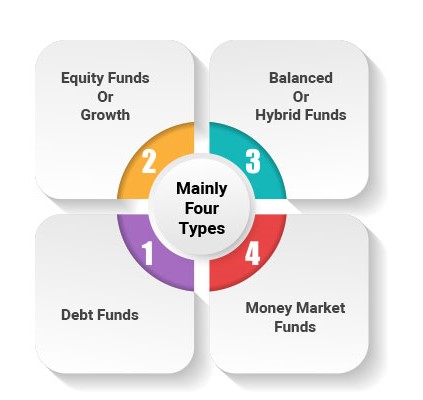 Equity Funds
Or
Growth
Balanced
Or
Hybrid Funds
2
3
Mainly
Four
Types
1
4
Debt Funds
Money Market
Funds